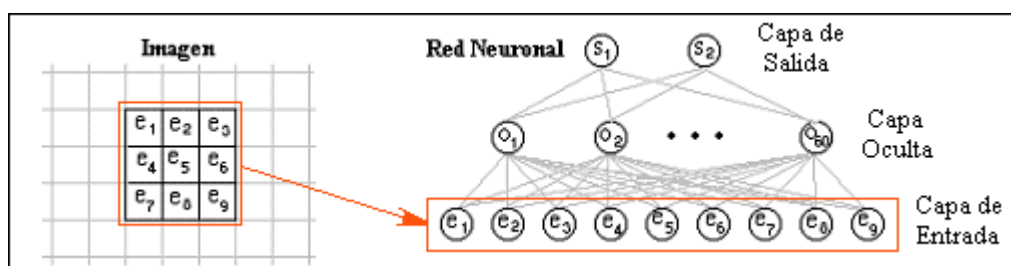 Imagen
e1 e2 e3
e4 e5 e6
e7 e8 e9
Red Neuronal
S1 S2
Capa de
Salida
O1 O2 • • • O60
Capa
Oculta
e1 e2 e3 e4 e5 e6 e7 e8 e9
Capa de
Entrada